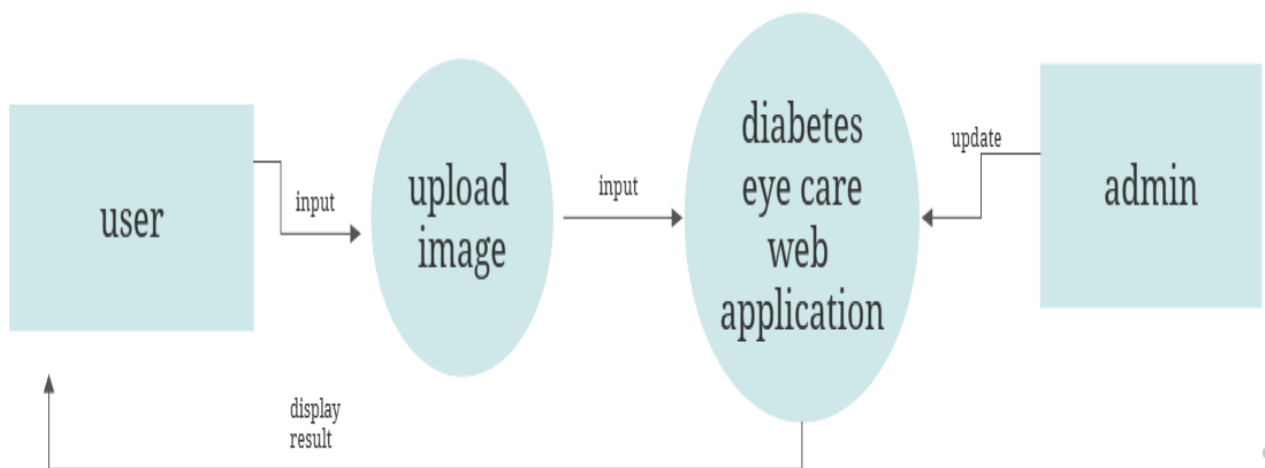 user
input
upload
image
input
diabetes
eye care
web
application
update
admin
display
result